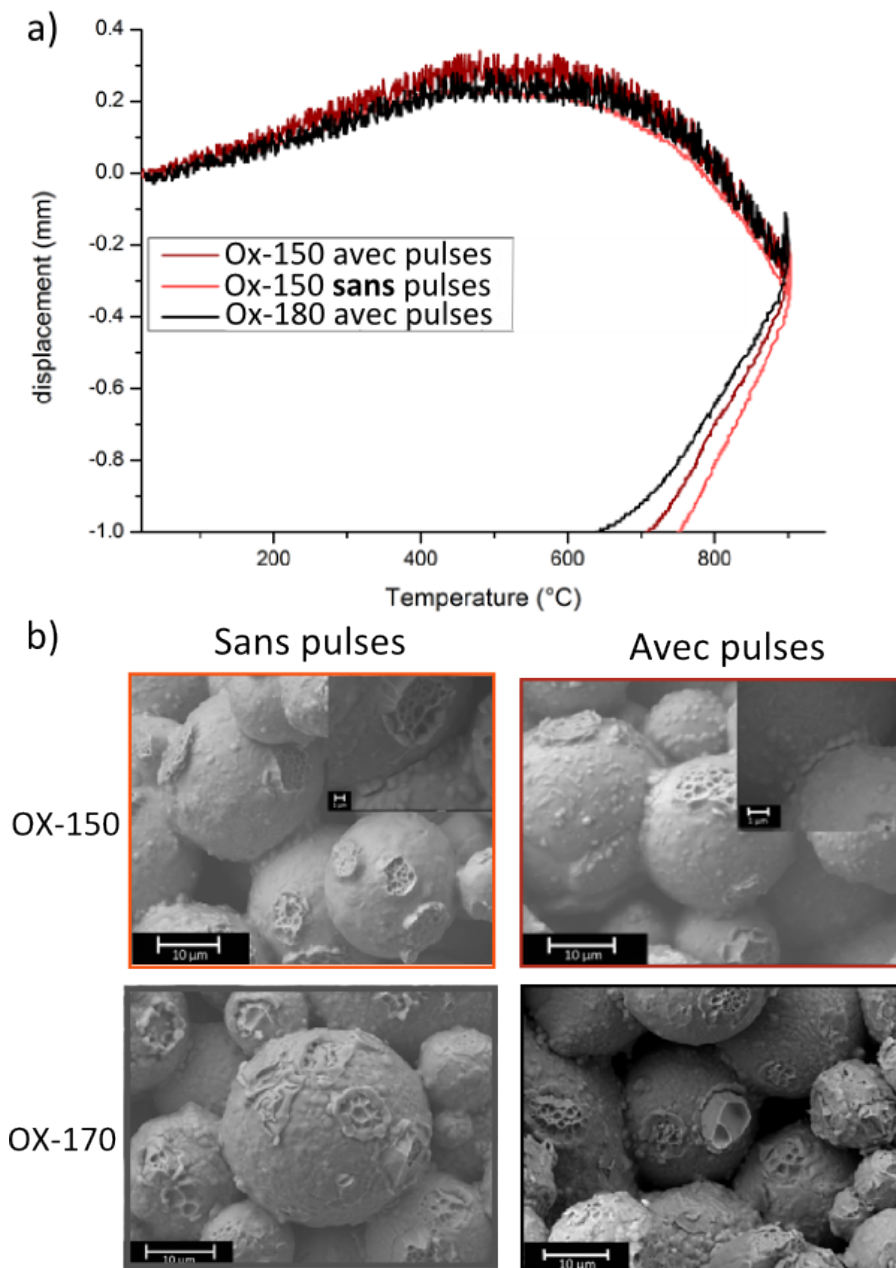 a)
0.4
0.2
0.0
-0.2
-0.4
-0.6
-0.8
-1.0
displacement (mm)
Ox-150 avec pulses
Ox-150 sans pulses
Ox-180 avec pulses
200
400
600
800
Temperature (°C)
b)
Sans pulses
Avec pulses
OX-150
1 µm
10 µm
1 µm
10 µm
OX-170
10 µm
10 µm